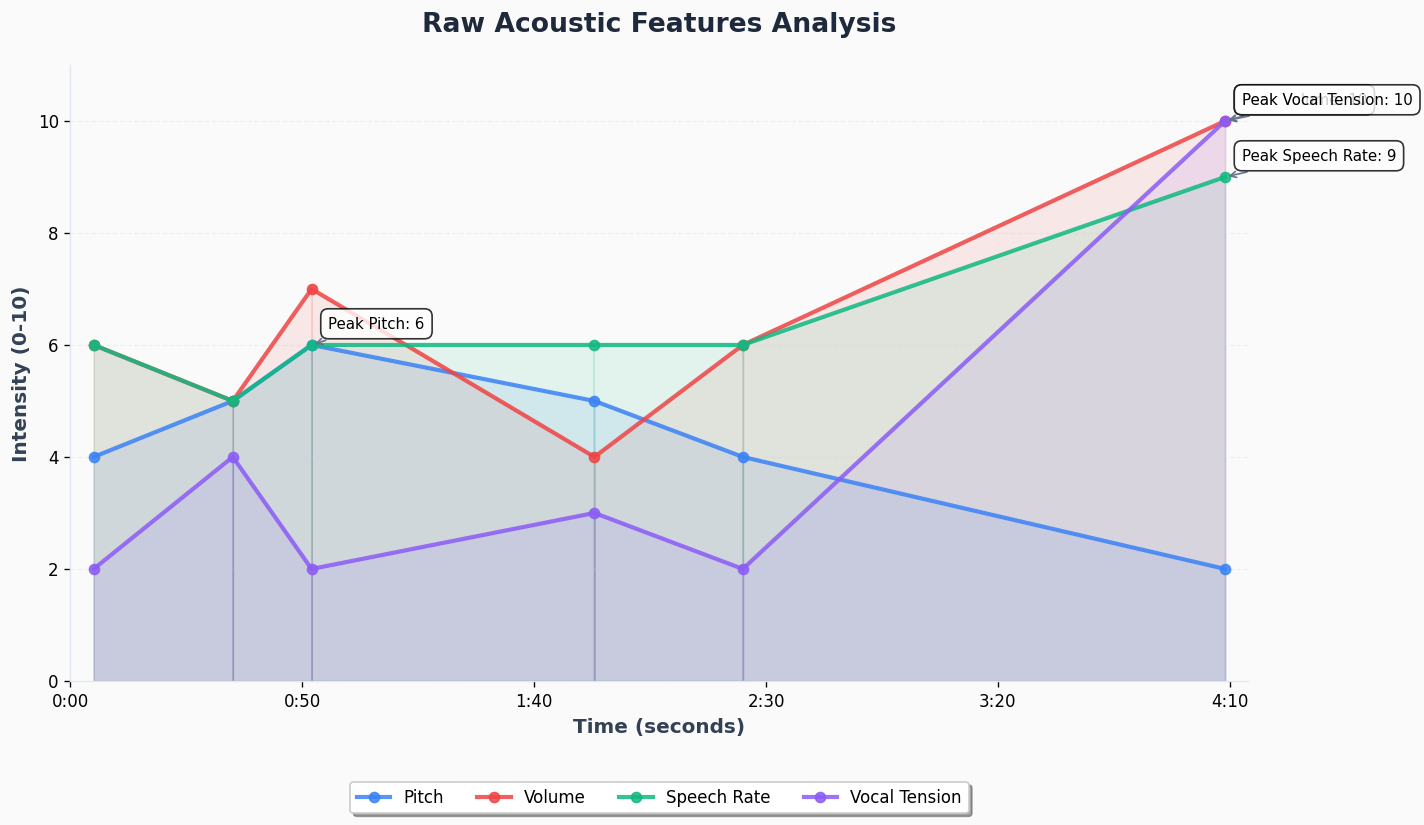 Raw Acoustic Features Analysis
Peak Vocal Tension: 10
10
Peak Speech Rate: 9
8
Peak Pitch: 6
6
4
2
0
Intensity (0-10)
0:00 0:50 1:40 2:30 3:20 4:10
Time (seconds)
Pitch Volume Speech Rate Vocal Tension